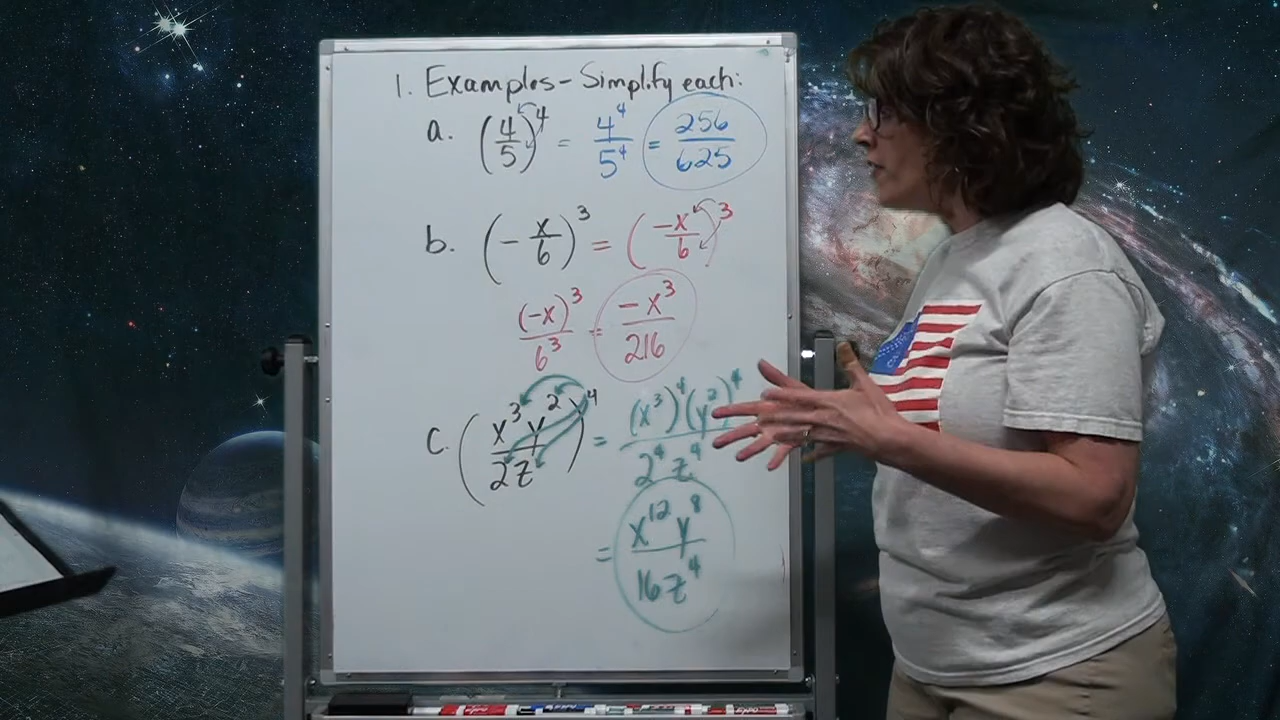 1. Examples - Simplify each:
a. (4/5)^4 = 4^4/5^4 = 256/625
b. (- x/6)^3 = (-x/6)^3
(-x)^3/6^3 = -x^3/216
c. (x^3y^2/2z)^4 = (x^3)^4(y^2)^4/2^4z^4
= x^12y^8/16z^4